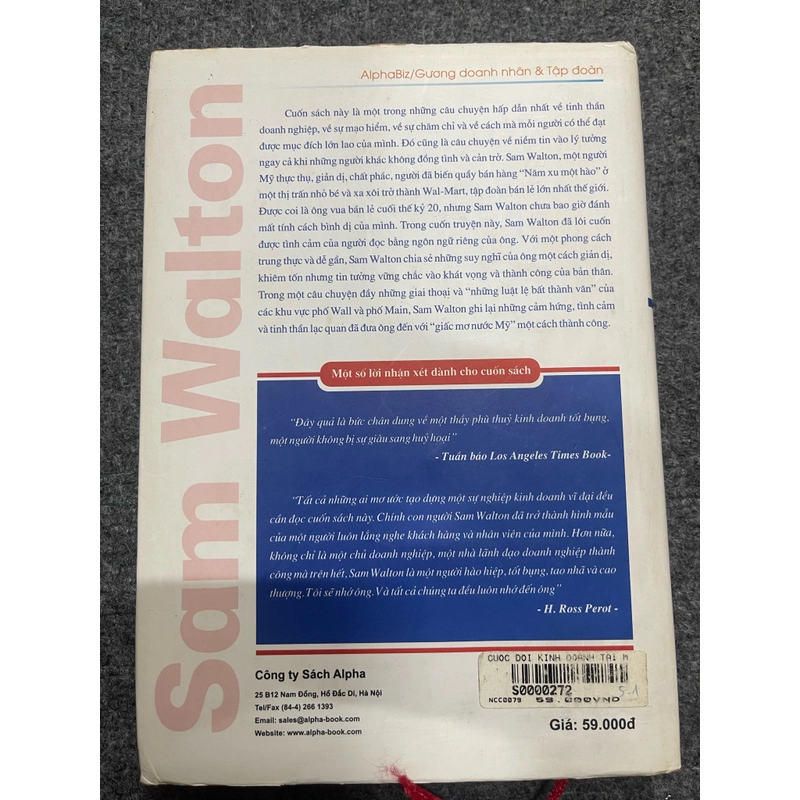 Sam Walton
AlphaBiz/Gương doanh nhân & Tập đoàn
Cuốn sách này là một trong những câu chuyện hấp dẫn nhất về tinh thần
doanh nghiệp, về sự mạo hiểm, về sự chăm chỉ và về cách mà mỗi người có thể đạt
được mục đích lớn lao của mình. Đó cũng là câu chuyện về niềm tin vào lý tưởng
ngay cả khi những người khác không đồng tình và cản trở. Sam Walton, một người
Mỹ thực thụ, giản dị, chất phác, người đã biến quầy bán hàng “Năm xu một hào” ở
một thị trấn nhỏ bé và xa xôi trở thành Wal-Mart, tập đoàn bán lẻ lớn nhất thế giới.
Được coi là ông vua bán lẻ cuối thế kỷ 20, nhưng Sam Walton chưa bao giờ đánh
mất tính cách bình dị của mình. Trong cuốn truyện này, Sam Walton đã lôi cuốn
được tình cảm của người đọc bằng ngôn ngữ riêng của ông. Với một phong cách
trung thực và dễ gần, Sam Walton chia sẻ những suy nghĩ của ông một cách giản dị,
khiêm tốn nhưng tin tưởng vững chắc vào khát vọng và thành công của bản thân.
Trong một câu chuyện đầy những giai thoại và “những luật lệ bất thành văn” của
các khu vực phố Wall và phố Main, Sam Walton ghi lại những cảm hứng, tình cảm
và tinh thần lạc quan đã đưa ông đến với “giấc mơ nước Mỹ” một cách thành công.
Một số lời nhận xét dành cho cuốn sách
“Đây quả là bức chân dung về một thầy phù thuỷ kinh doanh tốt bụng,
một người không bị sự giàu sang huỷ hoại”
- Tuần báo Los Angeles Times Book-
“Tất cả những ai mơ ước tạo dựng một sự nghiệp kinh doanh vĩ đại đều
cần đọc cuốn sách này. Chính con người Sam Walton đã trở thành hình mẫu
của một người luôn lắng nghe khách hàng và nhân viên của mình. Hơn nữa,
không chỉ là một chủ doanh nghiệp, một nhà lãnh đạo doanh nghiệp thành
công mà trên hết, Sam Walton là một người hào hiệp, tốt bụng, tao nhã và cao
thượng. Tôi sẽ nhớ ông. Và tất cả chúng ta đều luôn nhớ đến ông”
- H. Ross Perot -
Công ty Sách Alpha
25 B12 Nam Đồng, Hồ Đắc Di, Hà Nội
Tel/Fax (84-4) 266 1393
Email: sales@alpha-book.com
Website: www.alpha-book.com
CUOC DOI KINH DOANH TAI M
S0000272
5-1
NCC0079 59.000VND
Giá: 59.000đ